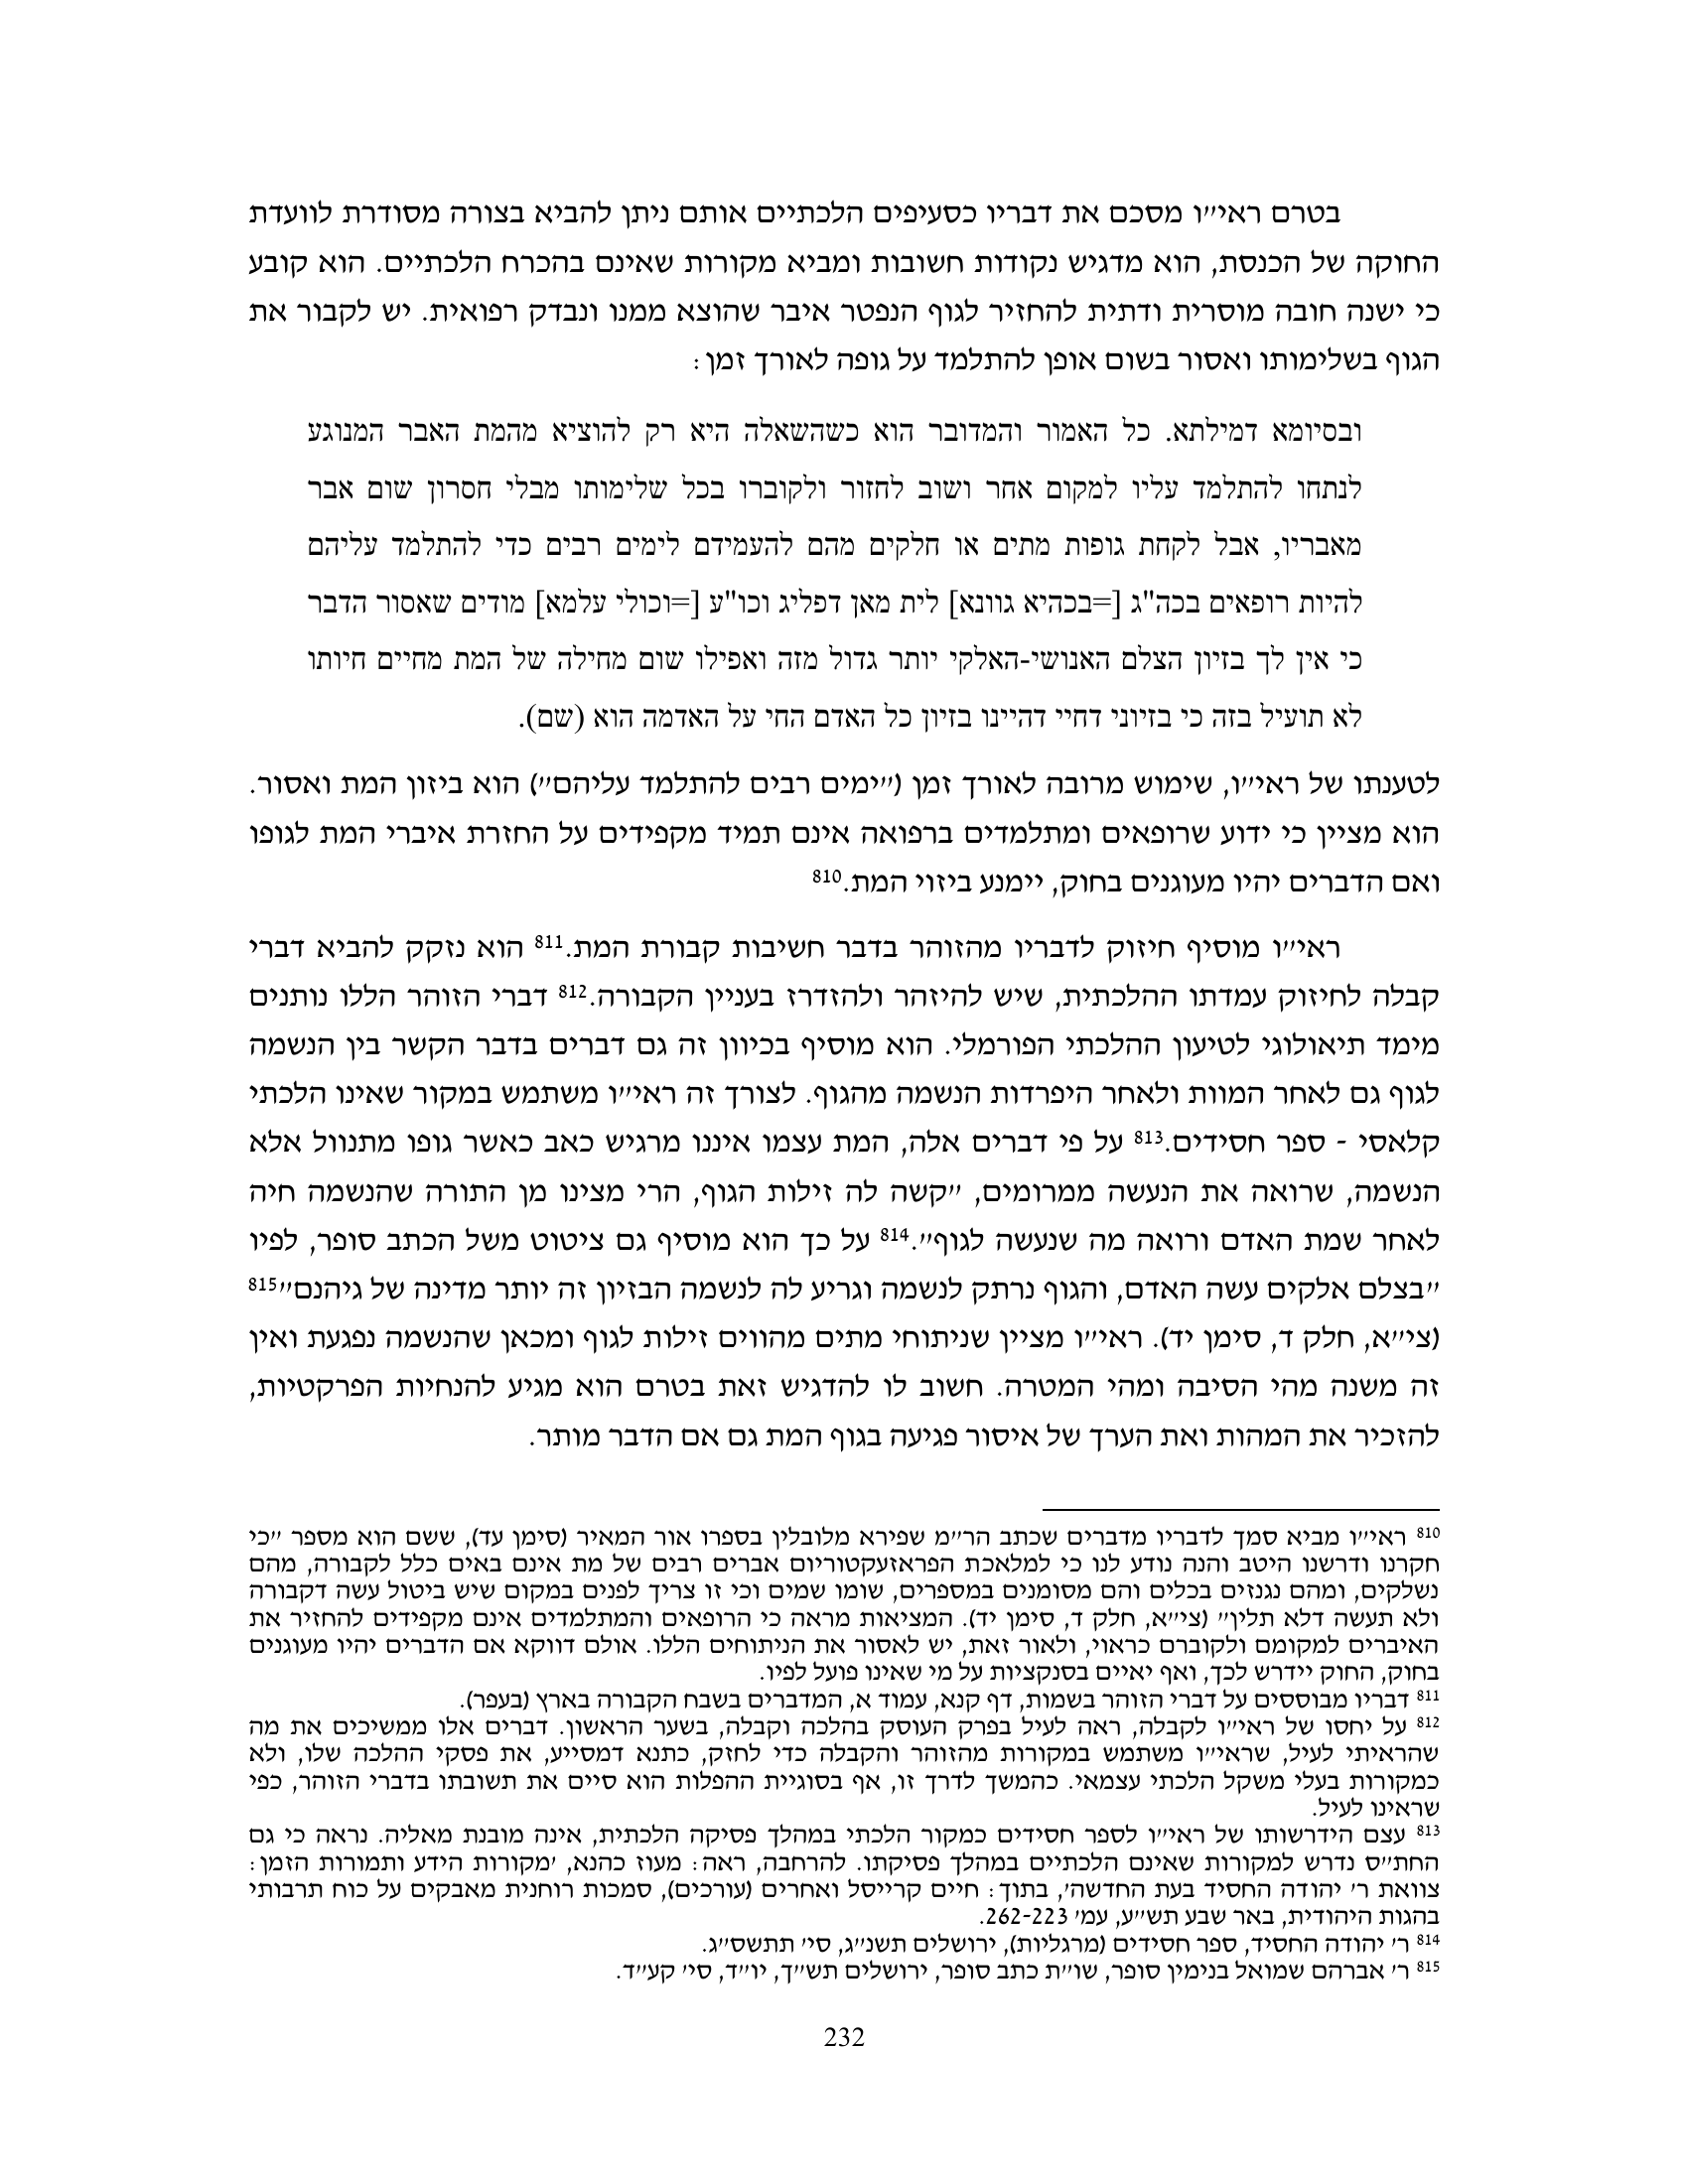 בטרם ראי״ו מסכם את דבריו כסעיפים הלכתיים אותם ניתן להביא בצורה מסודרת לוועדת
החוקה של הכנסת, הוא מדגיש נקודות חשובות ומביא מקורות שאינם בהכרח הלכתיים. הוא קובע
כי ישנה חובה מוסרית ודתית להחזיר לגוף הנפטר איבר שהוצא ממנו ונבדק רפואית. יש לקבור את
הגוף בשלימותו ואסור בשום אופן להתלמד על גופה לאורך זמן:
ובסיומא דמילתא. כל האמור והמדובר הוא כשהשאלה היא רק להוציא מהמת האבר המנוגע
לנתחו להתלמד עליו למקום אחר ושוב לחזור ולקוברו בכל שלימותו מבלי חסרון שום אבר
מאבריו, אבל לקחת גופות מתים או חלקים מהם להעמידם לימים רבים כדי להתלמד עליהם
להיות רופאים בכה"ג [=בכהיא גוונא] לית מאן דפליג וכו"ע [=וכולי עלמא] מודים שאסור הדבר
כי אין לך בזיון הצלם האנושי-האלקי יותר גדול מזה ואפילו שום מחילה של המת מחיים חיותו
לא תועיל בזה כי בזיוני דחיי דהיינו בזיון כל האדם החי על האדמה הוא (שם).
לטענתו של ראי״ו, שימוש מרובה לאורך זמן (״ימים רבים להתלמד עליהם״) הוא ביזון המת ואסור.
הוא מציין כי ידוע שרופאים ומתלמדים ברפואה אינם תמיד מקפידים על החזרת איברי המת לגופו
ואם הדברים יהיו מעוגנים בחוק, יימנע ביזוי המת.810
ראי״ו מוסיף חיזוק לדבריו מהזוהר בדבר חשיבות קבורת המת.811 הוא נזקק להביא דברי
קבלה לחיזוק עמדתו ההלכתית, שיש להיזהר ולהזדרז בעניין הקבורה.812 דברי הזוהר הללו נותנים
מימד תיאולוגי לטיעון ההלכתי הפורמלי. הוא מוסיף בכיוון זה גם דברים בדבר הקשר בין הנשמה
לגוף גם לאחר המוות ולאחר היפרדות הנשמה מהגוף. לצורך זה ראי״ו משתמש במקור שאינו הלכתי
קלאסי - ספר חסידים.813 על פי דברים אלה, המת עצמו איננו מרגיש כאב כאשר גופו מתנוול אלא
הנשמה, שרואה את הנעשה ממרומים, ״קשה לה זילות הגוף, הרי מצינו מן התורה שהנשמה חיה
לאחר שמת האדם ורואה מה שנעשה לגוף״.814 על כך הוא מוסיף גם ציטוט משל הכתב סופר, לפיו
״בצלם אלקים עשה האדם, והגוף נרתק לנשמה וגריע לה לנשמה הבזיון זה יותר מדינה של גיהנם״815
(צי״א, חלק ד, סימן יד). ראי״ו מציין שניתוחי מתים מהווים זילות לגוף ומכאן שהנשמה נפגעת ואין
זה משנה מהי הסיבה ומהי המטרה. חשוב לו להדגיש זאת בטרם הוא מגיע להנחיות הפרקטיות,
להזכיר את המהות ואת הערך של איסור פגיעה בגוף המת גם אם הדבר מותר.
810 ראי״ו מביא סמך לדבריו מדברים שכתב הר״מ שפירא מלובלין בספרו אור המאיר (סימן עד), ששם הוא מספר ״כי
חקרנו ודרשנו היטב והנה נודע לנו כי למלאכת הפראזעקטוריום אברים רבים של מת אינם באים כלל לקבורה, מהם
נשלקים, ומהם נגנזים בכלים והם מסומנים במספרים, שומו שמים וכי זו צריך לפנים במקום שיש ביטול עשה דקבורה
ולא תעשה דלא תלין״ (צי״א, חלק ד, סימן יד). המציאות מראה כי הרופאים והמתלמדים אינם מקפידים להחזיר את
האיברים למקומם ולקוברם כראוי, ולאור זאת, יש לאסור את הניתוחים הללו. אולם דווקא אם הדברים יהיו מעוגנים
בחוק, החוק יידרש לכך, ואף יאיים בסנקציות על מי שאינו פועל לפיו.
811 דבריו מבוססים על דברי הזוהר בשמות, דף קנא, עמוד א, המדברים בשבח הקבורה בארץ (בעפר).
812 על יחסו של ראי״ו לקבלה, ראה לעיל בפרק העוסק בהלכה וקבלה, בשער הראשון. דברים אלו ממשיכים את מה
שהראיתי לעיל, שראי״ו משתמש במקורות מהזוהר והקבלה כדי לחזק, כתנא דמסייע, את פסקי ההלכה שלו, ולא
כמקורות בעלי משקל הלכתי עצמאי. כהמשך לדרך זו, אף בסוגיית ההפלות הוא סיים את תשובתו בדברי הזוהר, כפי
שראינו לעיל.
813 עצם הידרשותו של ראי״ו לספר חסידים כמקור הלכתי במהלך פסיקה הלכתית, אינה מובנת מאליה. נראה כי גם
החת״ס נדרש למקורות שאינם הלכתיים במהלך פסיקתו. להרחבה, ראה: מעוז כהנא, ׳מקורות הידע ותמורות הזמן:
צוואת ר׳ יהודה החסיד בעת החדשה׳, בתוך: חיים קרייסל ואחרים (עורכים), סמכות רוחנית מאבקים על כוח תרבותי
בהגות היהודית, באר שבע תש״ע, עמ׳ 262-223.
814 ר׳ יהודה החסיד, ספר חסידים (מרגליות), ירושלים תשנ״ג, סי׳ תתשס״ג.
815 ר׳ אברהם שמואל בנימין סופר, שו״ת כתב סופר, ירושלים תש״ך, יו״ד, סי׳ קע״ד.
232